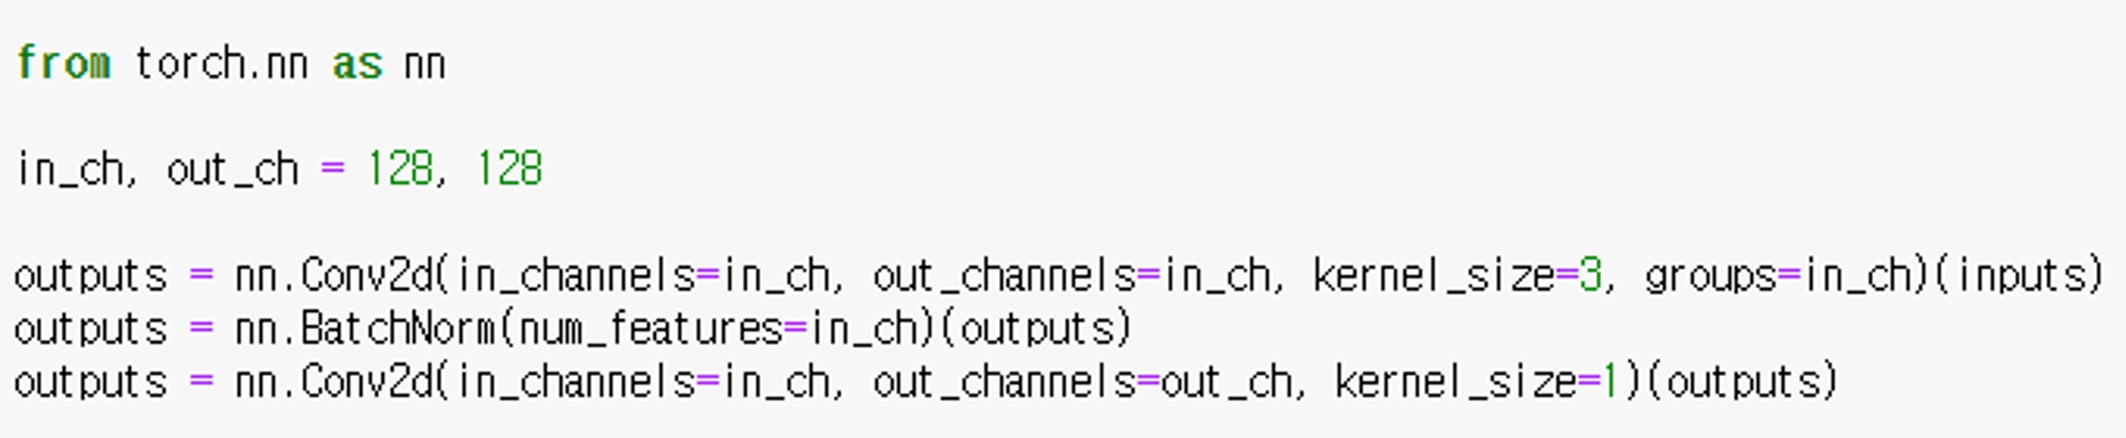 from torch.nn as nn
in_ch, out_ch = 128, 128
outputs = nn.Conv2d(in_channels=in_ch, out_channels=in_ch, kernel_size=3, groups=in_ch)(inputs)
outputs = nn.BatchNorm(num_features=in_ch)(outputs)
outputs = nn.Conv2d(in_channels=in_ch, out_channels=out_ch, kernel_size=1)(outputs)